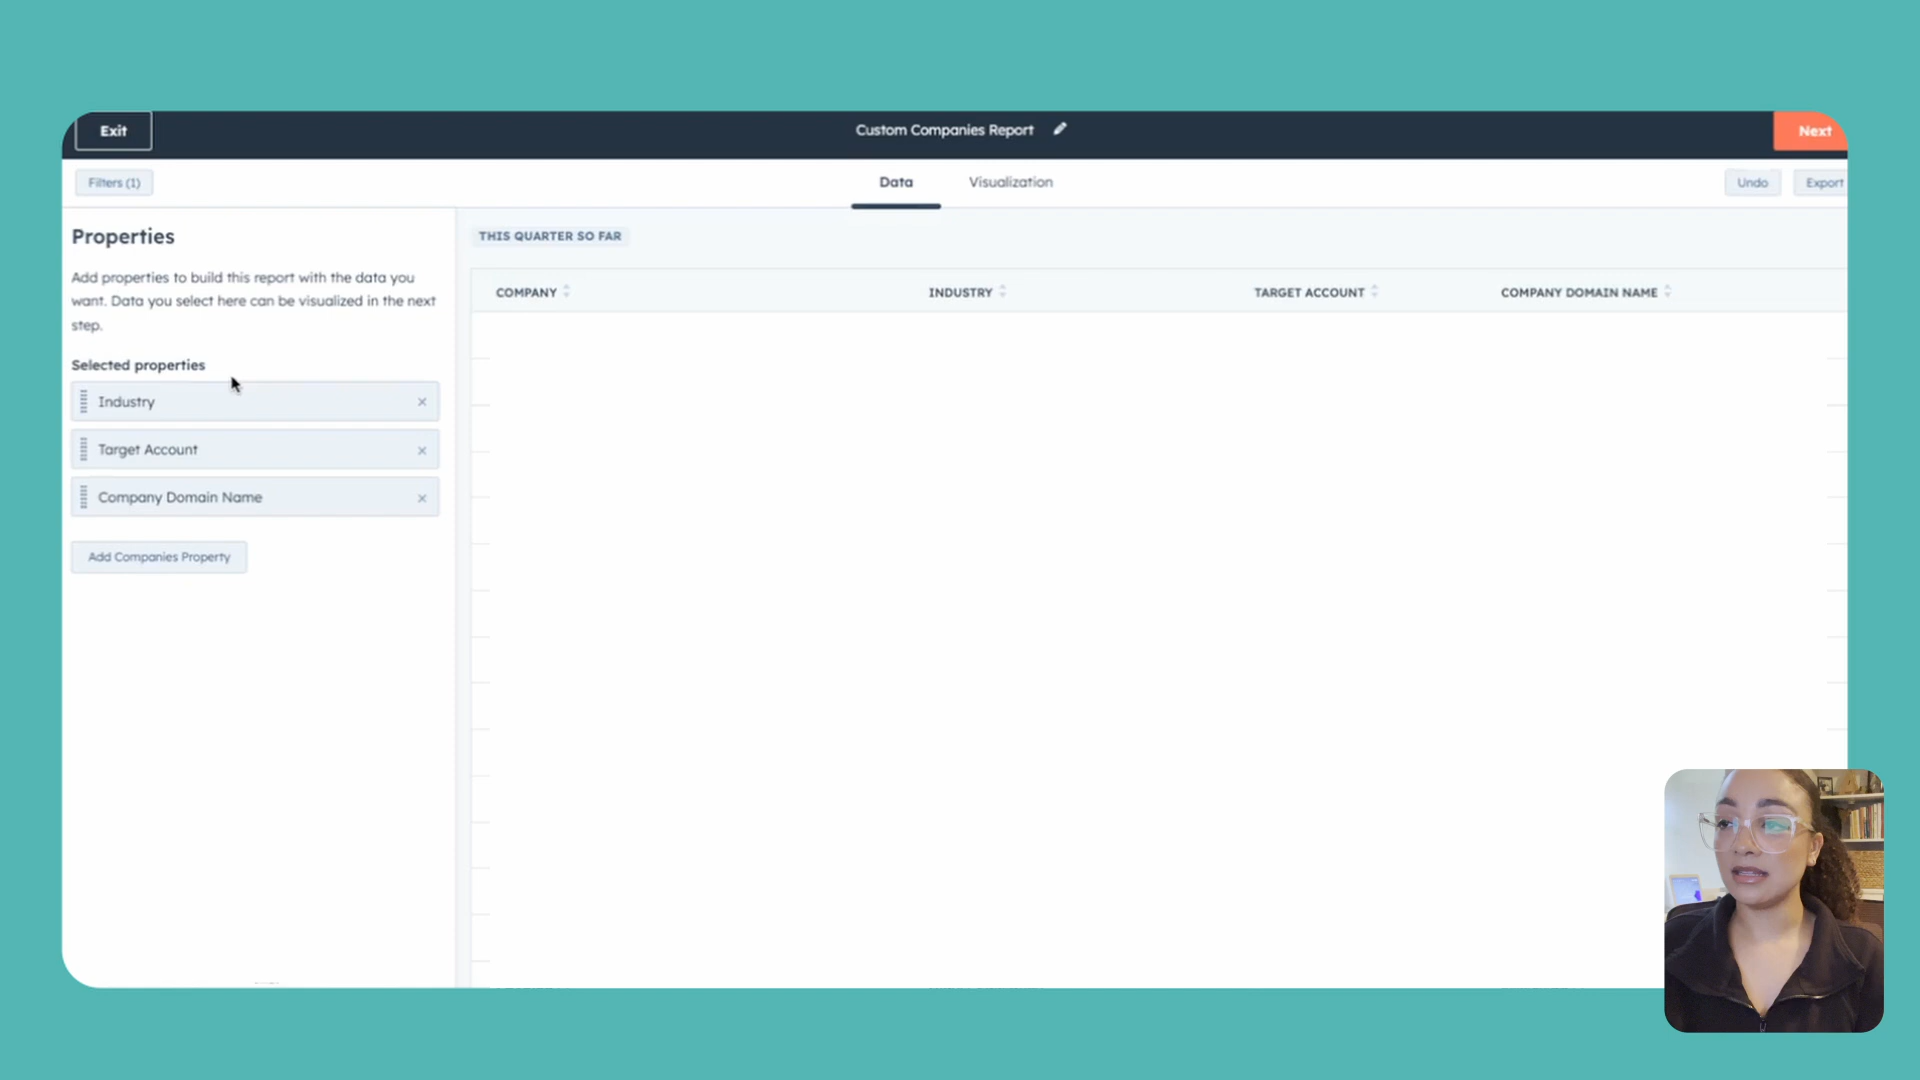 Exit
Custom Companies Report
Next
Filters (1)
Data
Visualization
Undo
Export
Properties
Add properties to build this report with the data you
want. Data you select here can be visualized in the next
step.
Selected properties
Industry
Target Account
Company Domain Name
Add Companies Property
THIS QUARTER SO FAR
COMPANY
INDUSTRY
TARGET ACCOUNT
COMPANY DOMAIN NAME